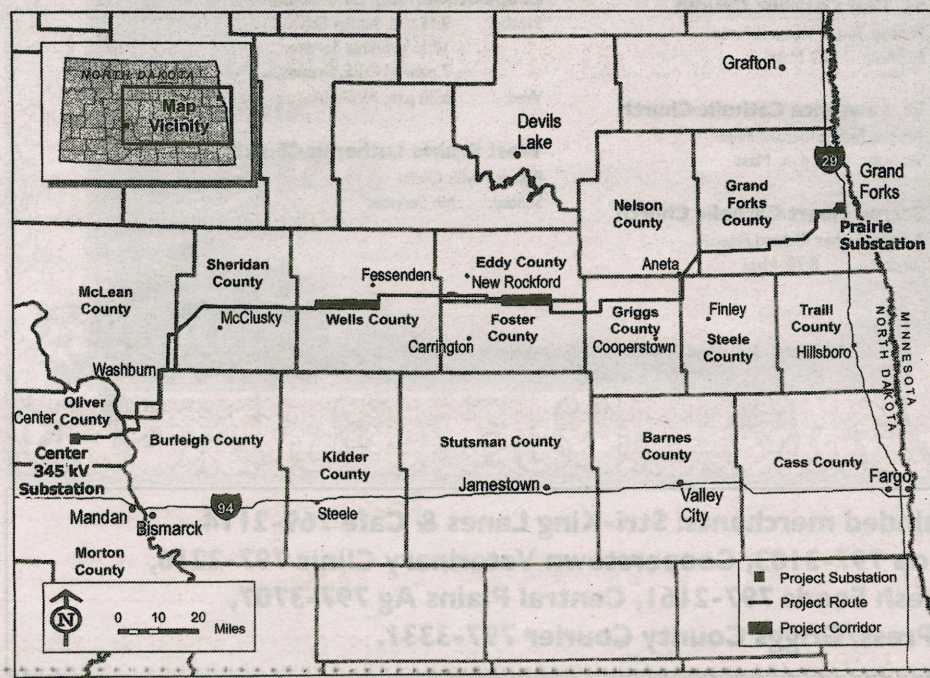 NORTH DAKOTA
Map
Vicinity
Grafton
Devils
Lake
29
Grand
Forks
Nelson
County
Grand
Forks
County
Prairie
Substation
Aneta
Sheridan
County
Fessenden
Eddy County
New Rockford
McLean
County
McClusky
Wells County
Foster
County
Griggs
County
Finley
Traill
County
Carrington
Cooperstown
Steele
County
Hillsboro
MINNESOTA
NORTH DAKOTA
Washburn
Oliver
County
Center
Center
345 kV
Substation
Burleigh County
Kidder
County
Stutsman County
Barnes
County
Cass County
Jamestown
Valley
City
Fargo
94
Steele
Mandan
Bismarck
Morton
County
N
0 10 20
Miles
Project Substation
Project Route
Project Corridor